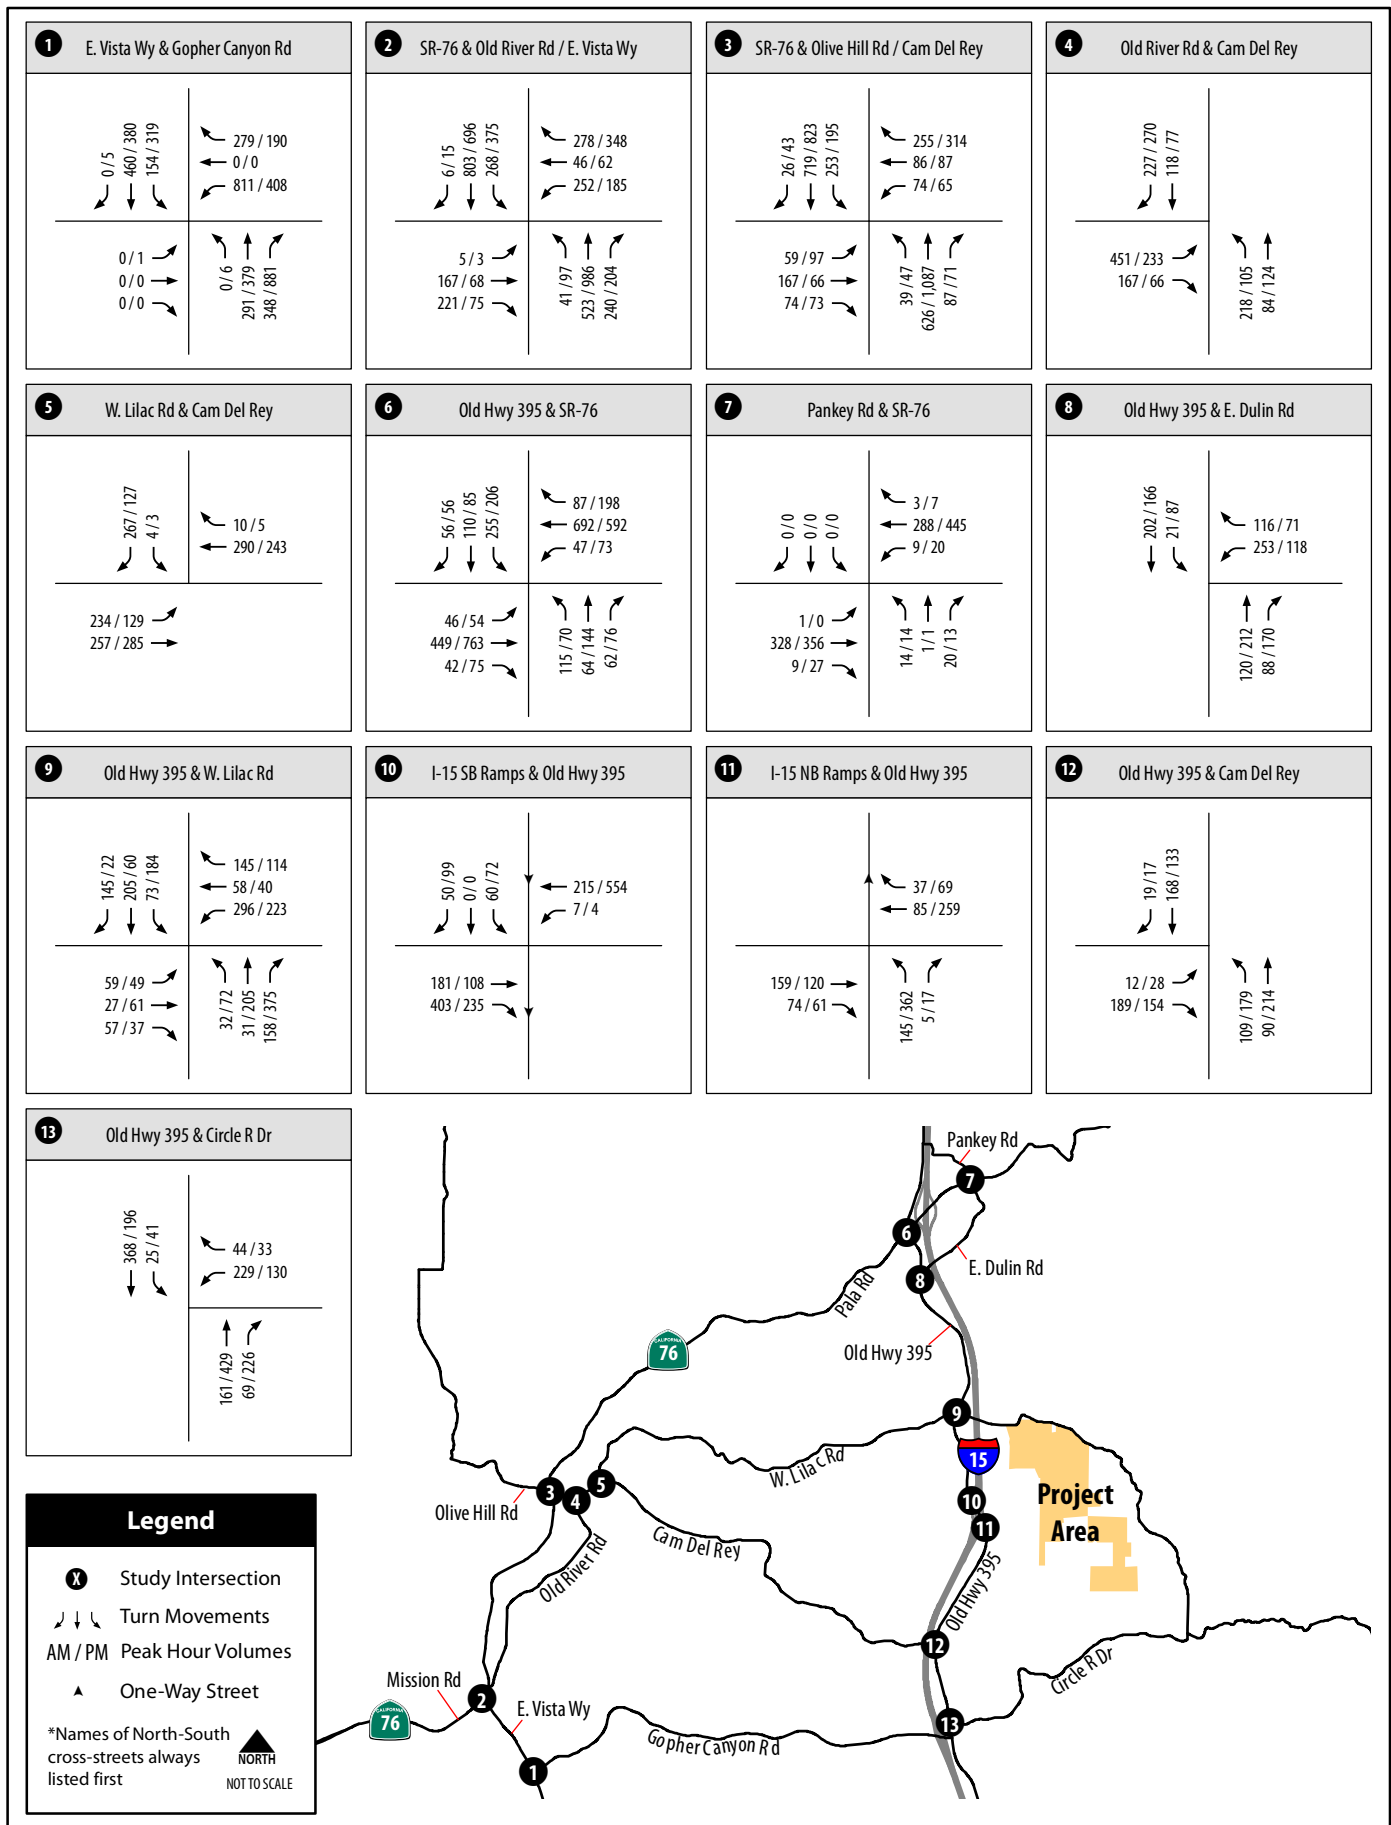 1 E. Vista Wy & Gopher Canyon Rd
0 / 5
460 / 380
154 / 319
279 / 190
0 / 0
811 / 408
0 / 1
0 / 0
0 / 0
0 / 6
291 / 379
348 / 881
2 SR-76 & Old River Rd / E. Vista Wy
6 / 15
803 / 696
268 / 375
278 / 348
46 / 62
252 / 185
5 / 3
167 / 68
221 / 75
41 / 97
523 / 986
240 / 204
3 SR-76 & Olive Hill Rd / Cam Del Rey
26 / 43
719 / 823
253 / 195
255 / 314
86 / 87
74 / 65
59 / 97
167 / 66
74 / 73
39 / 47
626 / 1,087
87 / 71
4 Old River Rd & Cam Del Rey
227 / 270
118 / 77
451 / 233
167 / 66
218 / 105
84 / 124
5 W. Lilac Rd & Cam Del Rey
267 / 127
4 / 3
10 / 5
290 / 243
234 / 129
257 / 285
6 Old Hwy 395 & SR-76
56 / 56
110 / 85
255 / 206
87 / 198
692 / 592
47 / 73
46 / 54
449 / 763
42 / 75
115 / 70
64 / 144
62 / 76
7 Pankey Rd & SR-76
0 / 0
0 / 0
0 / 0
3 / 7
288 / 445
9 / 20
1 / 0
328 / 356
9 / 27
14 / 14
1 / 1
20 / 13
8 Old Hwy 395 & E. Dulin Rd
202 / 166
21 / 87
116 / 71
253 / 118
120 / 212
88 / 170
9 Old Hwy 395 & W. Lilac Rd
145 / 22
205 / 60
73 / 184
145 / 114
58 / 40
296 / 223
59 / 49
27 / 61
57 / 37
32 / 72
31 / 205
158 / 375
10 I-15 SB Ramps & Old Hwy 395
50 / 99
0 / 0
60 / 72
215 / 554
7 / 4
181 / 108
403 / 235
11 I-15 NB Ramps & Old Hwy 395
37 / 69
85 / 259
159 / 120
74 / 61
145 / 362
5 / 17
12 Old Hwy 395 & Cam Del Rey
19 / 17
168 / 133
12 / 28
189 / 154
109 / 179
90 / 214
13 Old Hwy 395 & Circle R Dr
368 / 196
25 / 41
44 / 33
229 / 130
161 / 429
69 / 226
Pankey Rd
7
6
E. Dulin Rd
8
Pala Rd
CALIFORNIA
76
Old Hwy 395
9
W. Lilac Rd
15
Project
Area
5
3
4
10
11
Olive Hill Rd
Old River Rd
Cam Del Rey
Old Hwy 395
12
Circle R Dr
Mission Rd
2
CALIFORNIA
76
E. Vista Wy
13
Gopher Canyon Rd
1
Legend
X Study Intersection
Turn Movements
AM / PM Peak Hour Volumes
One-Way Street
*Names of North-South
cross-streets always
listed first
NORTH
NOT TO SCALE